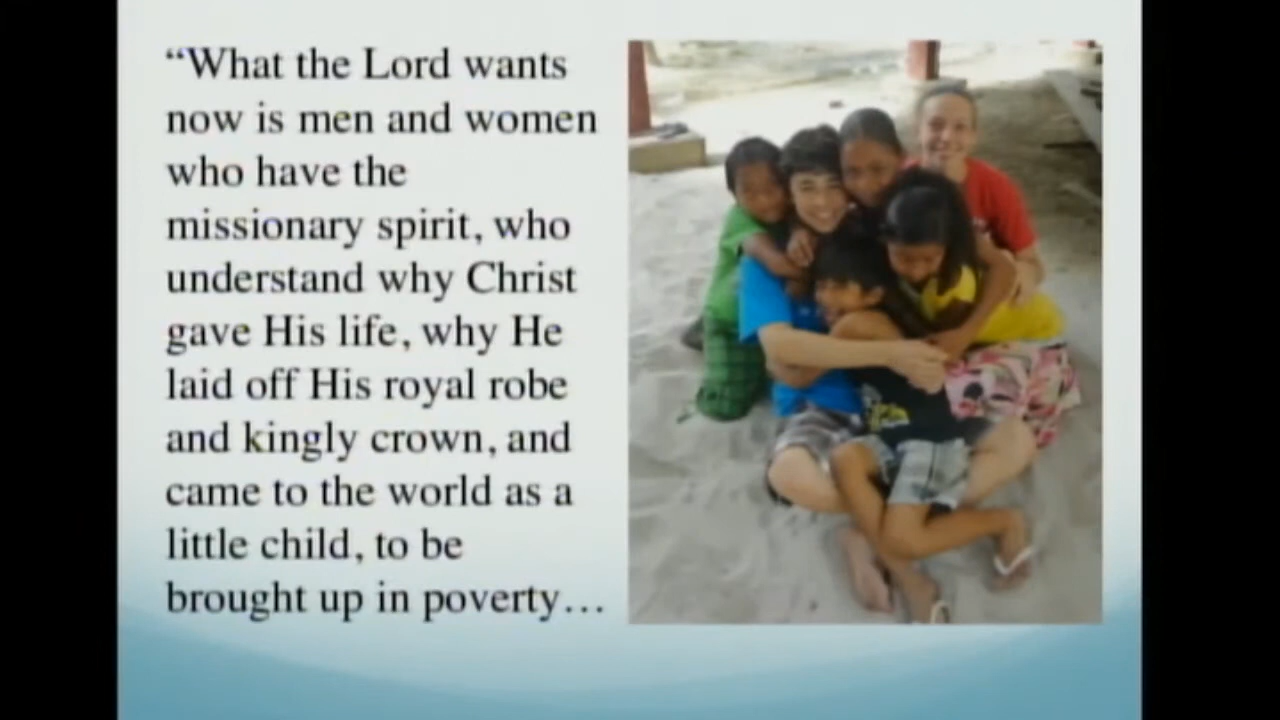 “What the Lord wants
now is men and women
who have the
missionary spirit, who
understand why Christ
gave His life, why He
laid off His royal robe
and kingly crown, and
came to the world as a
little child, to be
brought up in poverty…